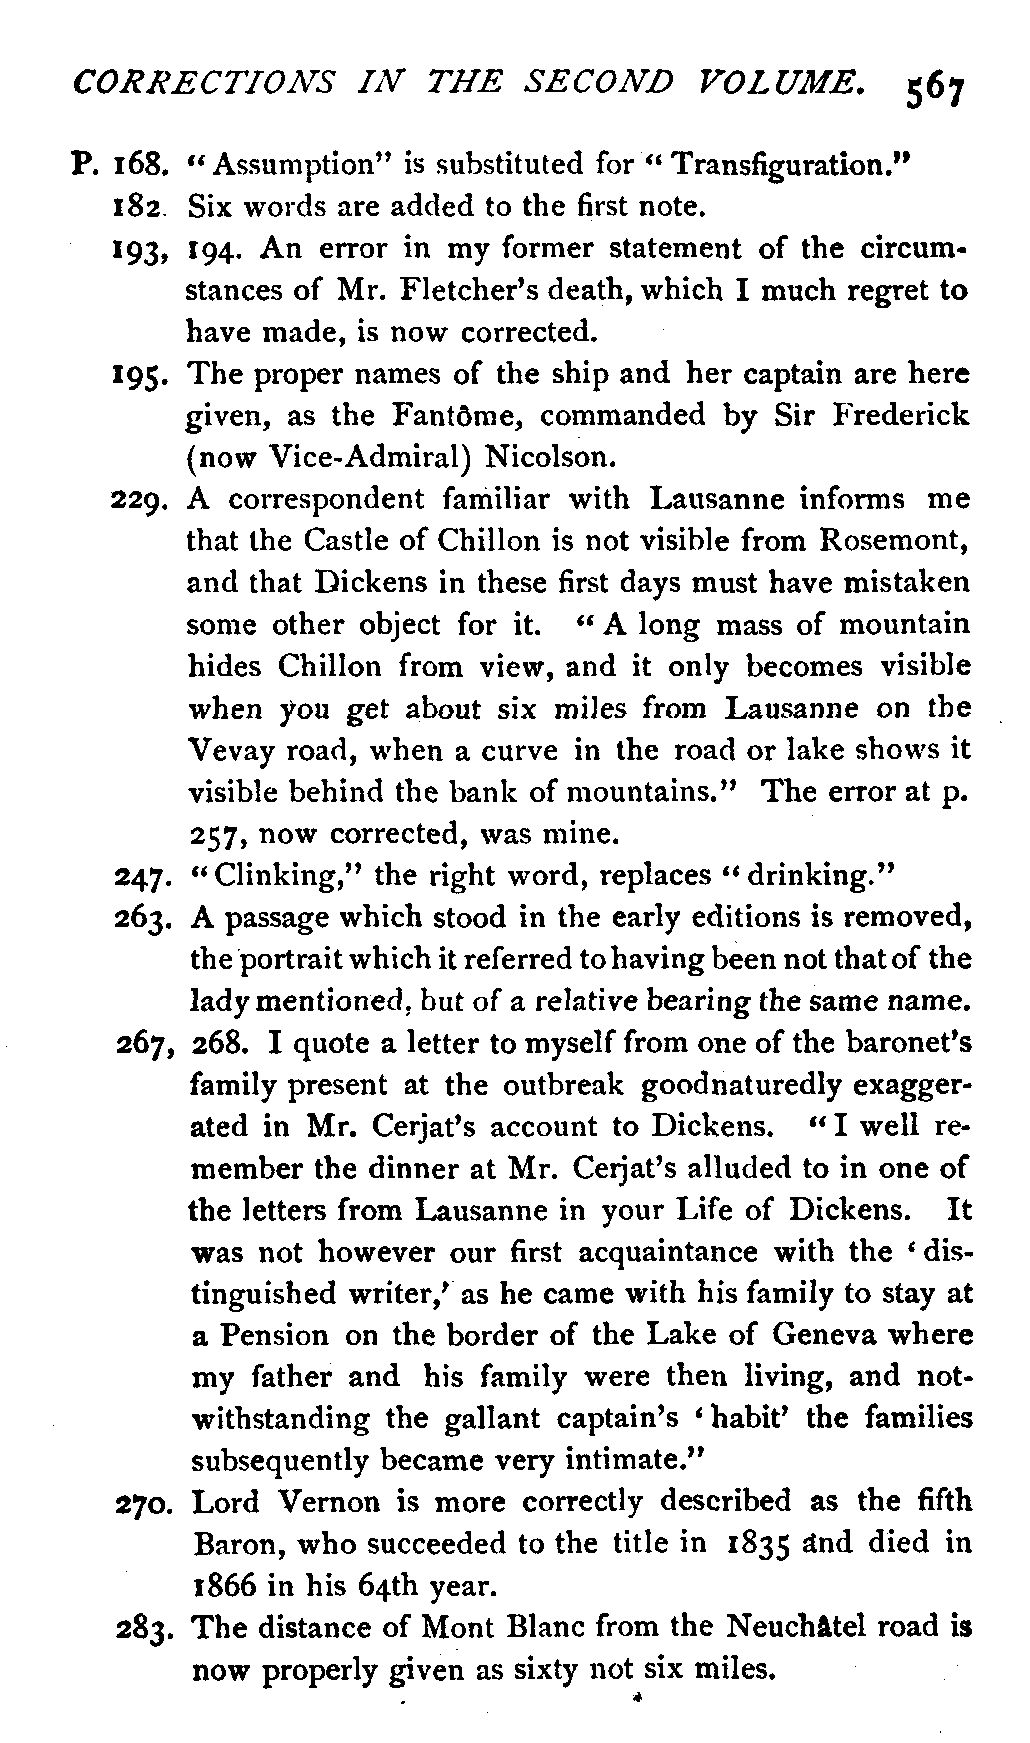 CORRECTIONS IN THE SECOND VOLUME. 567
P. 168. “Assumption” is substituted for “Transfiguration.”
182. Six words are added to the first note.
193, 194. An error in my former statement of the circum-
stances of Mr. Fletcher's death, which I much regret to
have made, is now corrected.
195. The proper names of the ship and her captain are here
given, as the Fantôme, commanded by Sir Frederick
(now Vice-Admiral) Nicolson.
229. A correspondent familiar with Lausanne informs me
that the Castle of Chillon is not visible from Rosemont,
and that Dickens in these first days must have mistaken
some other object for it. “A long mass of mountain
hides Chillon from view, and it only becomes visible
when you get about six miles from Lausanne on the
Vevay road, when a curve in the road or lake shows it
visible behind the bank of mountains.” The error at p.
257, now corrected, was mine.
247. “Clinking,” the right word, replaces “drinking.”
263. A passage which stood in the early editions is removed,
the portrait which it referred to having been not that of the
lady mentioned, but of a relative bearing the same name.
267, 268. I quote a letter to myself from one of the baronet's
family present at the outbreak goodnaturedly exagger-
ated in Mr. Cerjat's account to Dickens. “I well re-
member the dinner at Mr. Cerjat's alluded to in one of
the letters from Lausanne in your Life of Dickens. It
was not however our first acquaintance with the ‘dis-
tinguished writer,’ as he came with his family to stay at
a Pension on the border of the Lake of Geneva where
my father and his family were then living, and not-
withstanding the gallant captain's ‘habit’ the families
subsequently became very intimate.”
270. Lord Vernon is more correctly described as the fifth
Baron, who succeeded to the title in 1835 and died in
1866 in his 64th year.
283. The distance of Mont Blanc from the Neuchâtel road is
now properly given as sixty not six miles.